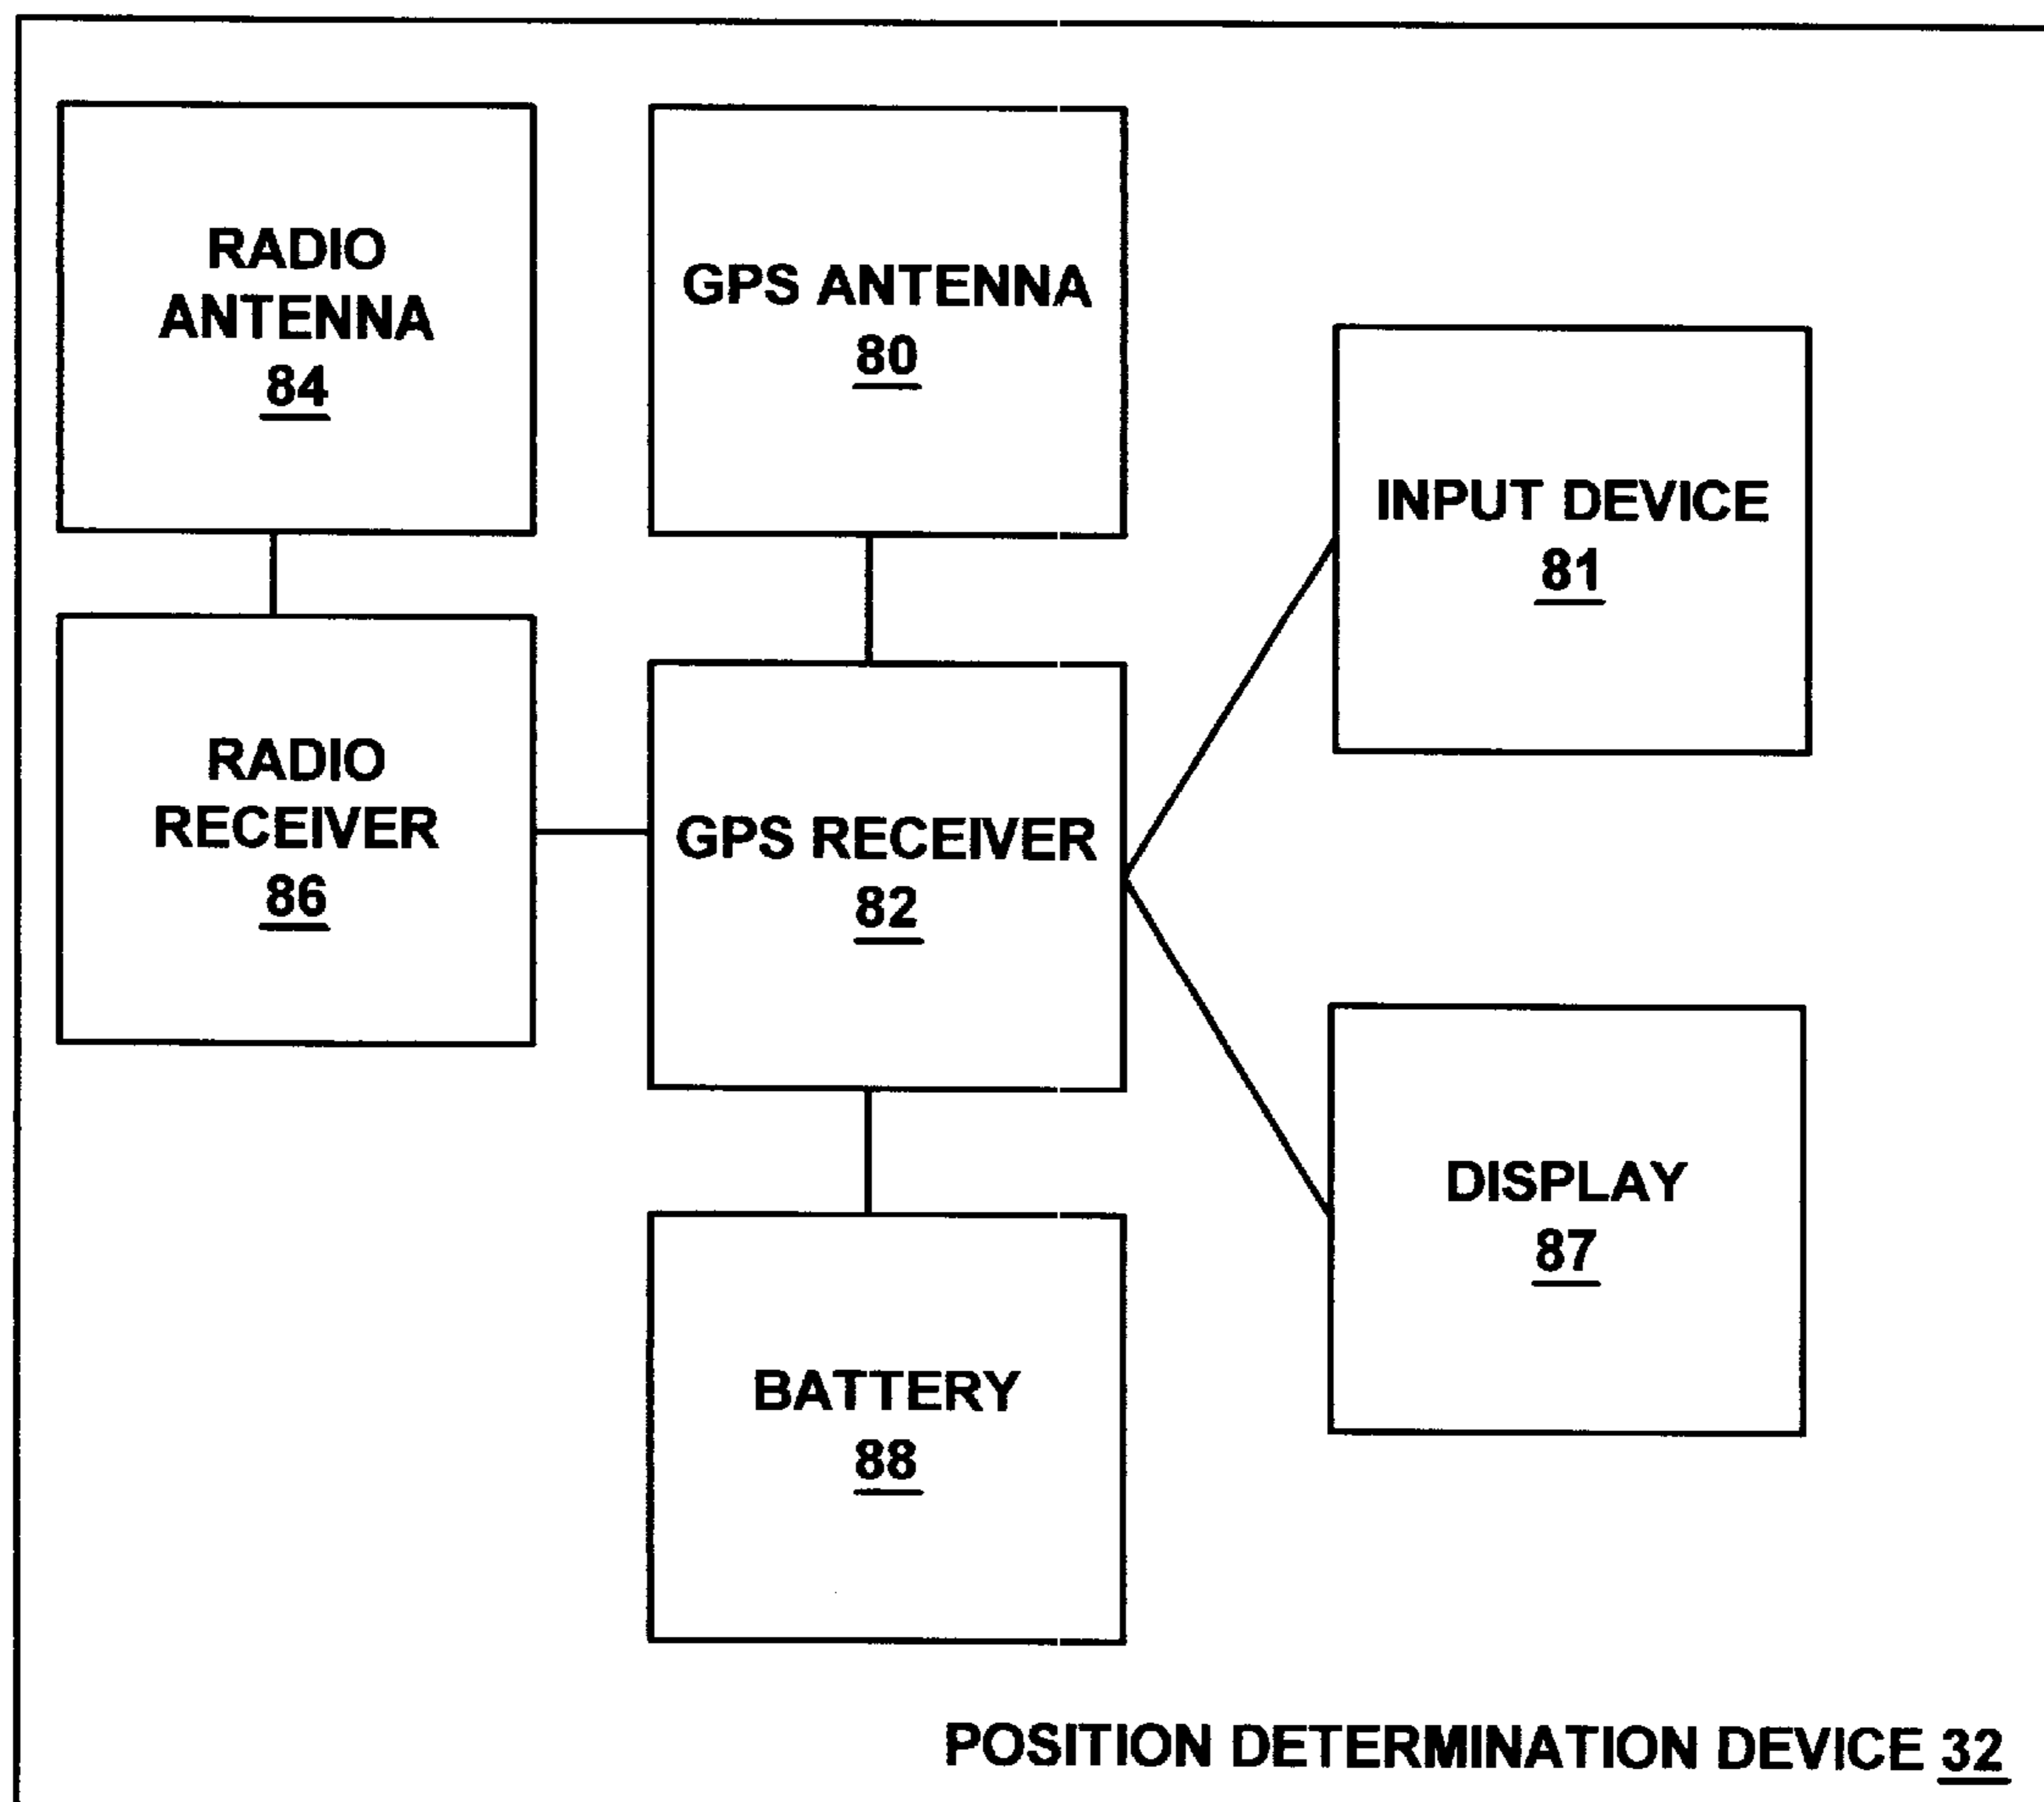 RADIO
ANTENNA
84
GPS ANTENNA
80
INPUT DEVICE
81
RADIO
RECEIVER
86
GPS RECEIVER
82
DISPLAY
87
BATTERY
88
POSITION DETERMINATION DEVICE 32